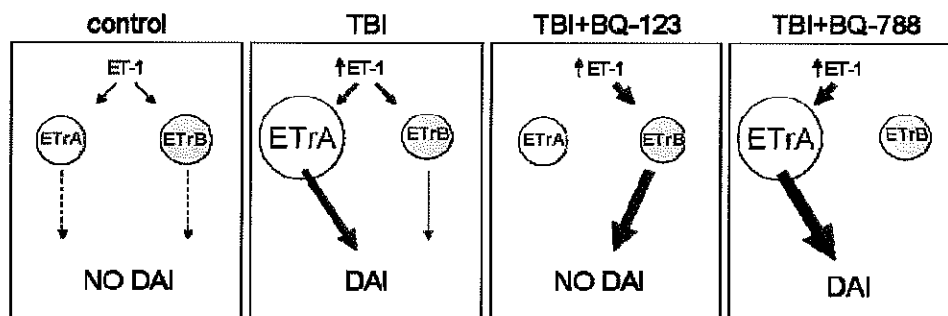 control
ET-1
ETrA
ETrB
NO DAI
TBI
ET-1
ETrA
ETrB
DAI
TBI+BQ-123
ET-1
ETrA
ETrB
NO DAI
TBI+BQ-788
ET-1
ETrA
ETrB
DAI